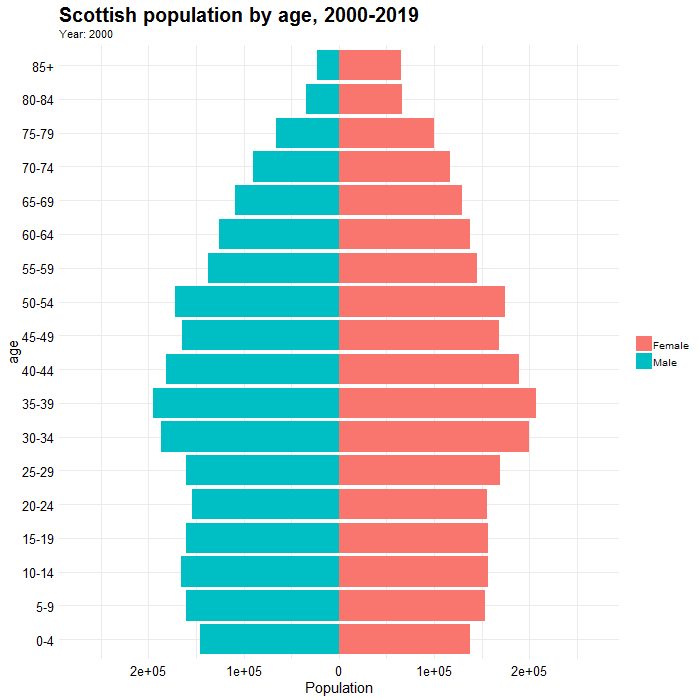 Scottish population by age, 2000-2019
Year: 2000
85+
80-84
75-79
70-74
65-69
60-64
55-59
50-54
45-49
40-44
35-39
30-34
25-29
20-24
15-19
10-14
5-9
0-4
age
Female
Male
2e+05 1e+05 0 1e+05 2e+05
Population